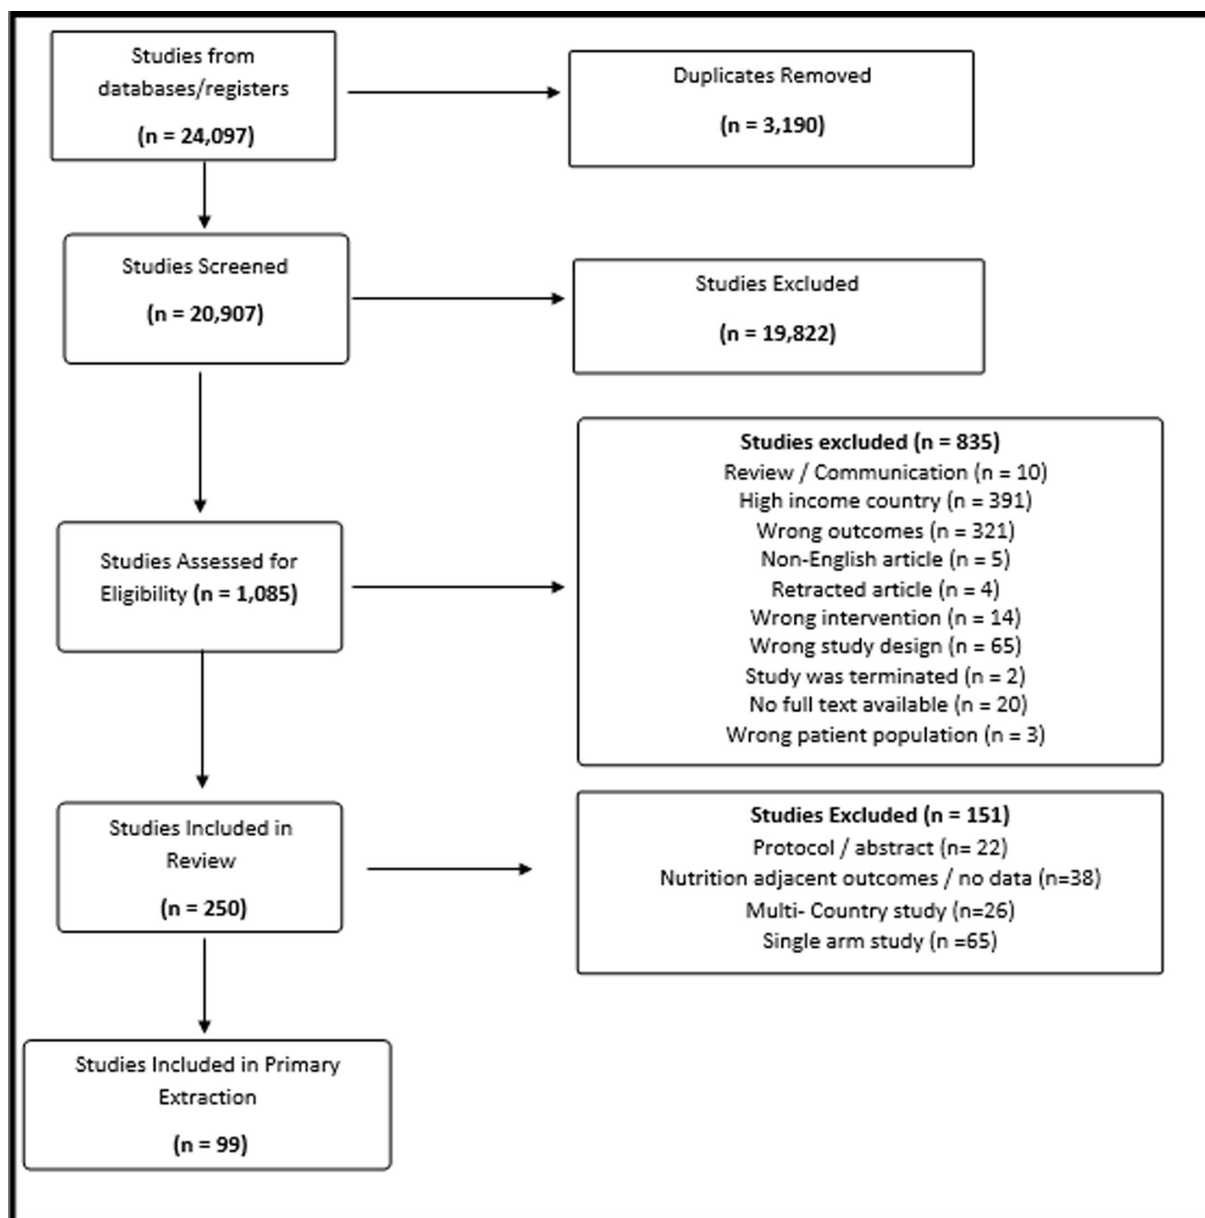 Studies from
databases/registers
(n = 24,097)
Duplicates Removed
(n = 3,190)
Studies Screened
(n = 20,907)
Studies Excluded
(n = 19,822)
Studies Assessed for
Eligibility (n = 1,085)
Studies excluded (n = 835)
Review / Communication (n = 10)
High income country (n = 391)
Wrong outcomes (n = 321)
Non-English article (n = 5)
Retracted article (n = 4)
Wrong intervention (n = 14)
Wrong study design (n = 65)
Study was terminated (n = 2)
No full text available (n = 20)
Wrong patient population (n = 3)
Studies Included in
Review
(n = 250)
Studies Excluded (n = 151)
Protocol / abstract (n= 22)
Nutrition adjacent outcomes / no data (n=38)
Multi- Country study (n=26)
Single arm study (n =65)
Studies Included in Primary
Extraction
(n = 99)